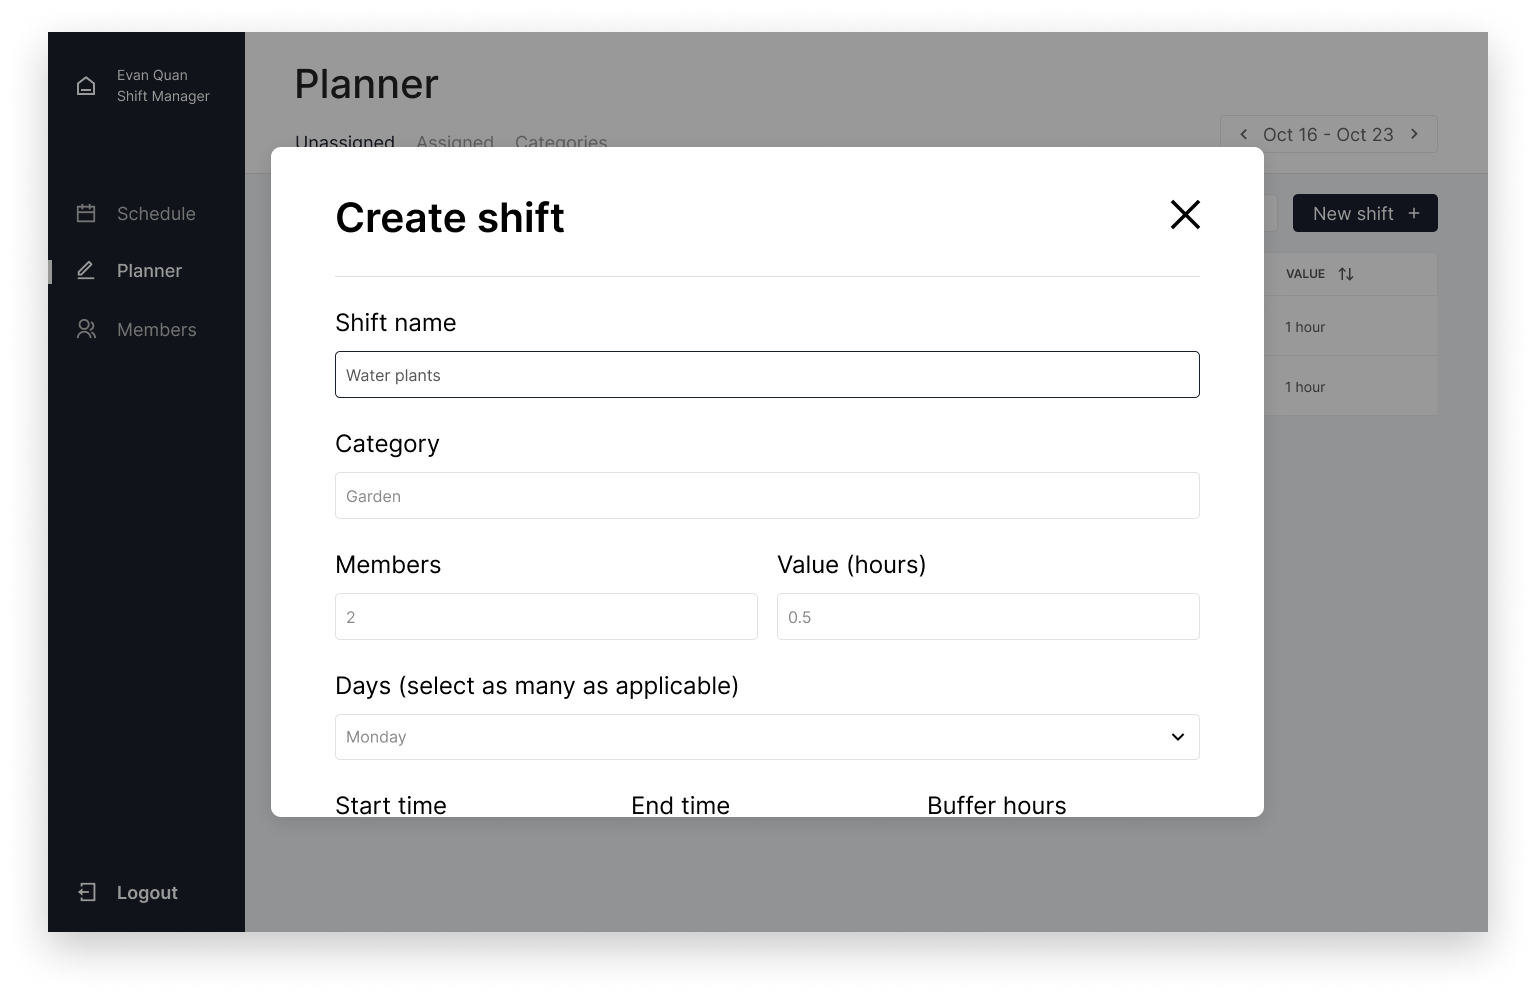 Evan Quan
Shift Manager
Schedule
Planner
Members
Logout
Planner
Unassigned Assigned Categories
Oct 16 - Oct 23
New shift +
VALUE
1 hour
1 hour
Create shift
Shift name
Water plants
Category
Garden
Members Value (hours)
2 0.5
Days (select as many as applicable)
Monday
Start time End time Buffer hours